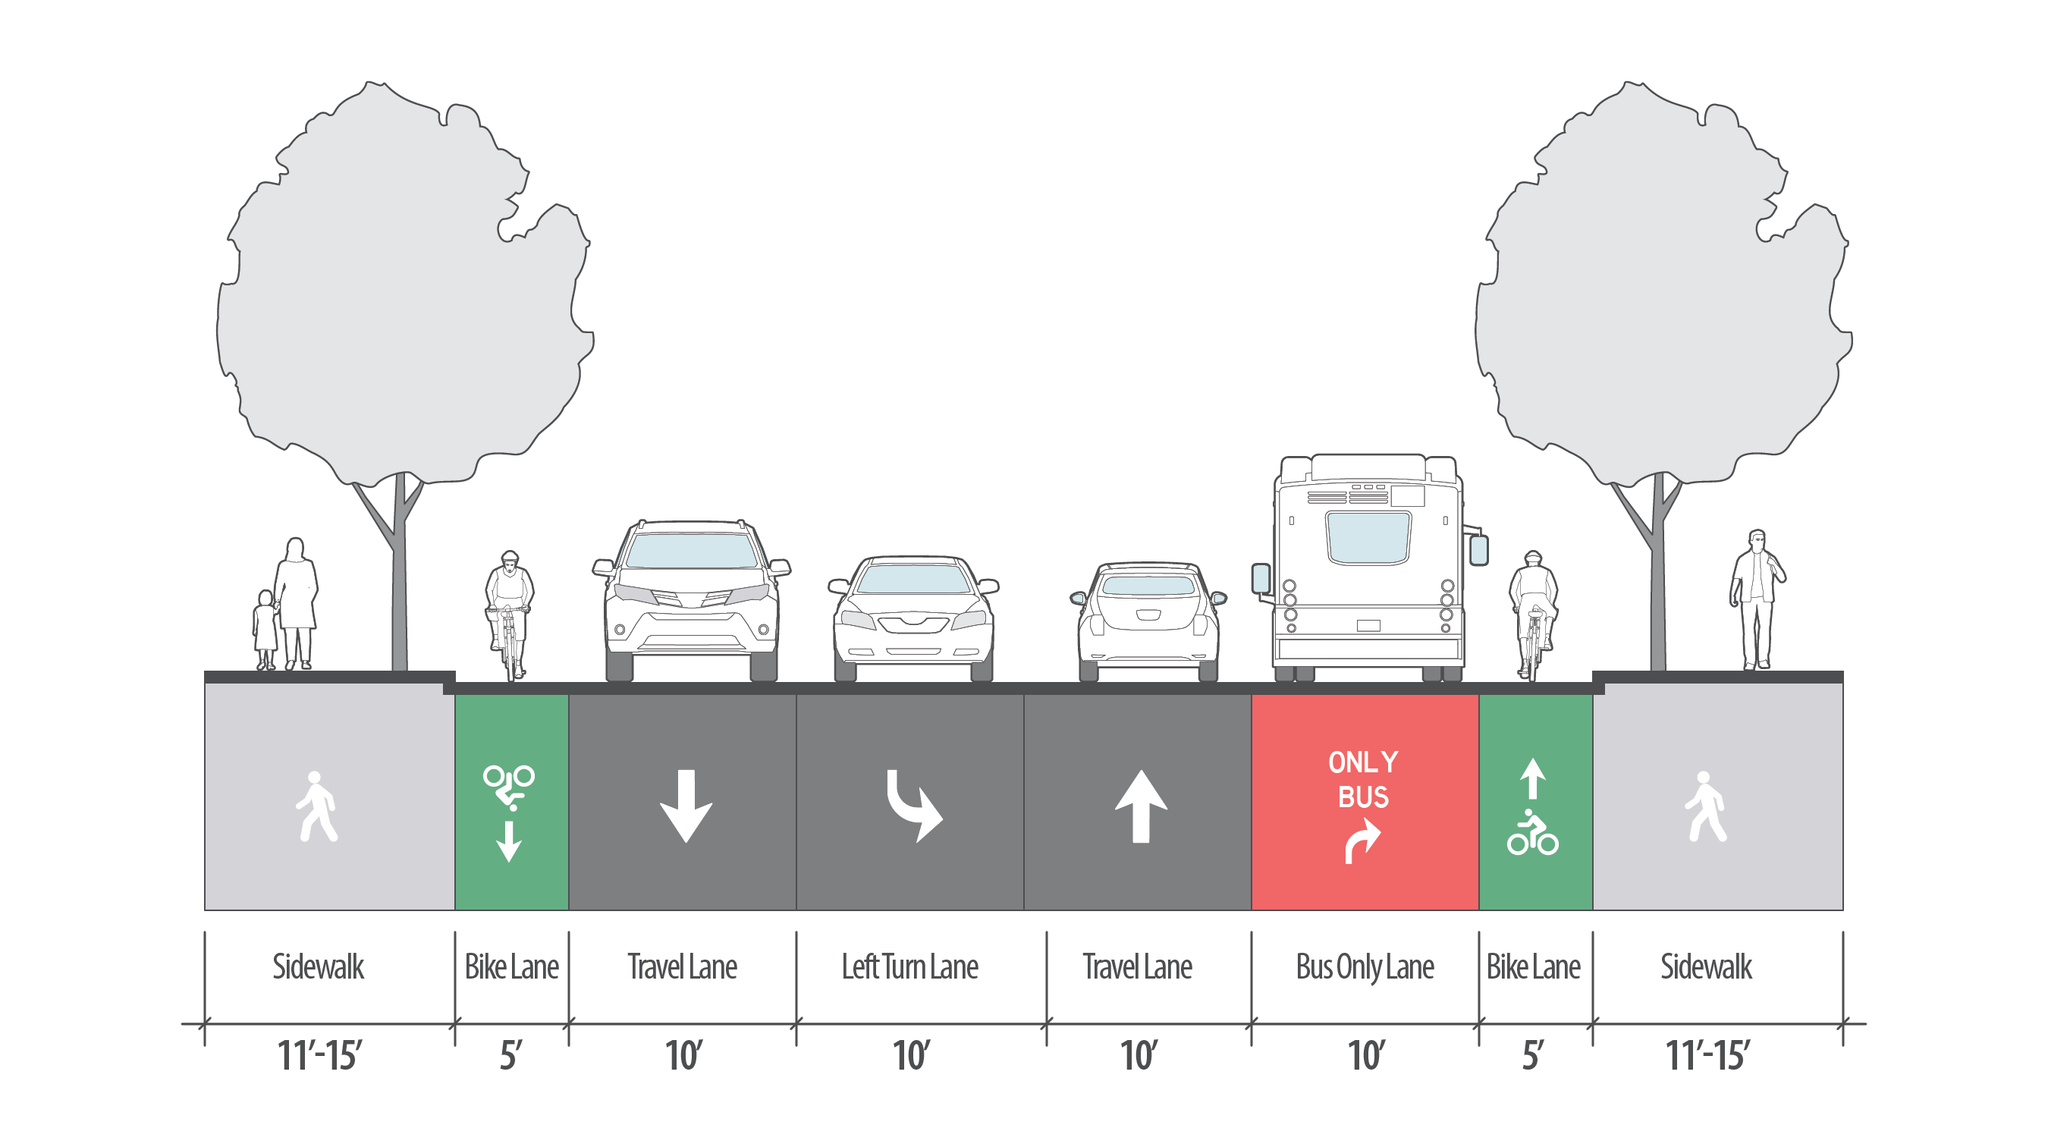 ONLY
BUS
Sidewalk
Bike Lane
Travel Lane
Left Turn Lane
Travel Lane
Bus Only Lane
Bike Lane
Sidewalk
11’-15’
5’
10’
10’
10’
10’
5’
11’-15’